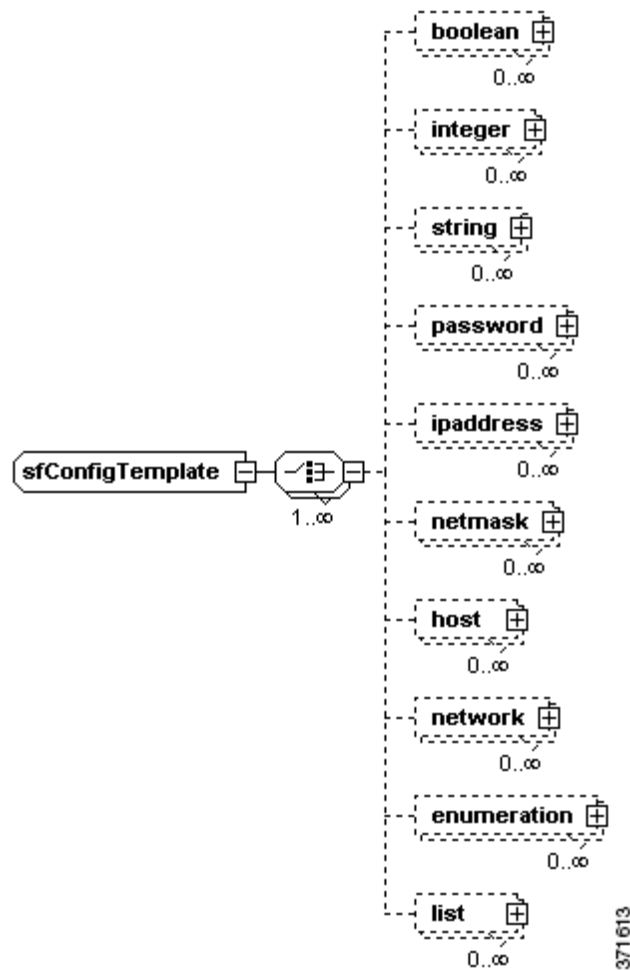 boolean
0..∞
integer
0..∞
string
0..∞
password
0..∞
ipaddress
0..∞
sfConfigTemplate
1..∞
netmask
0..∞
host
0..∞
network
0..∞
enumeration
0..∞
list
0..∞
371613